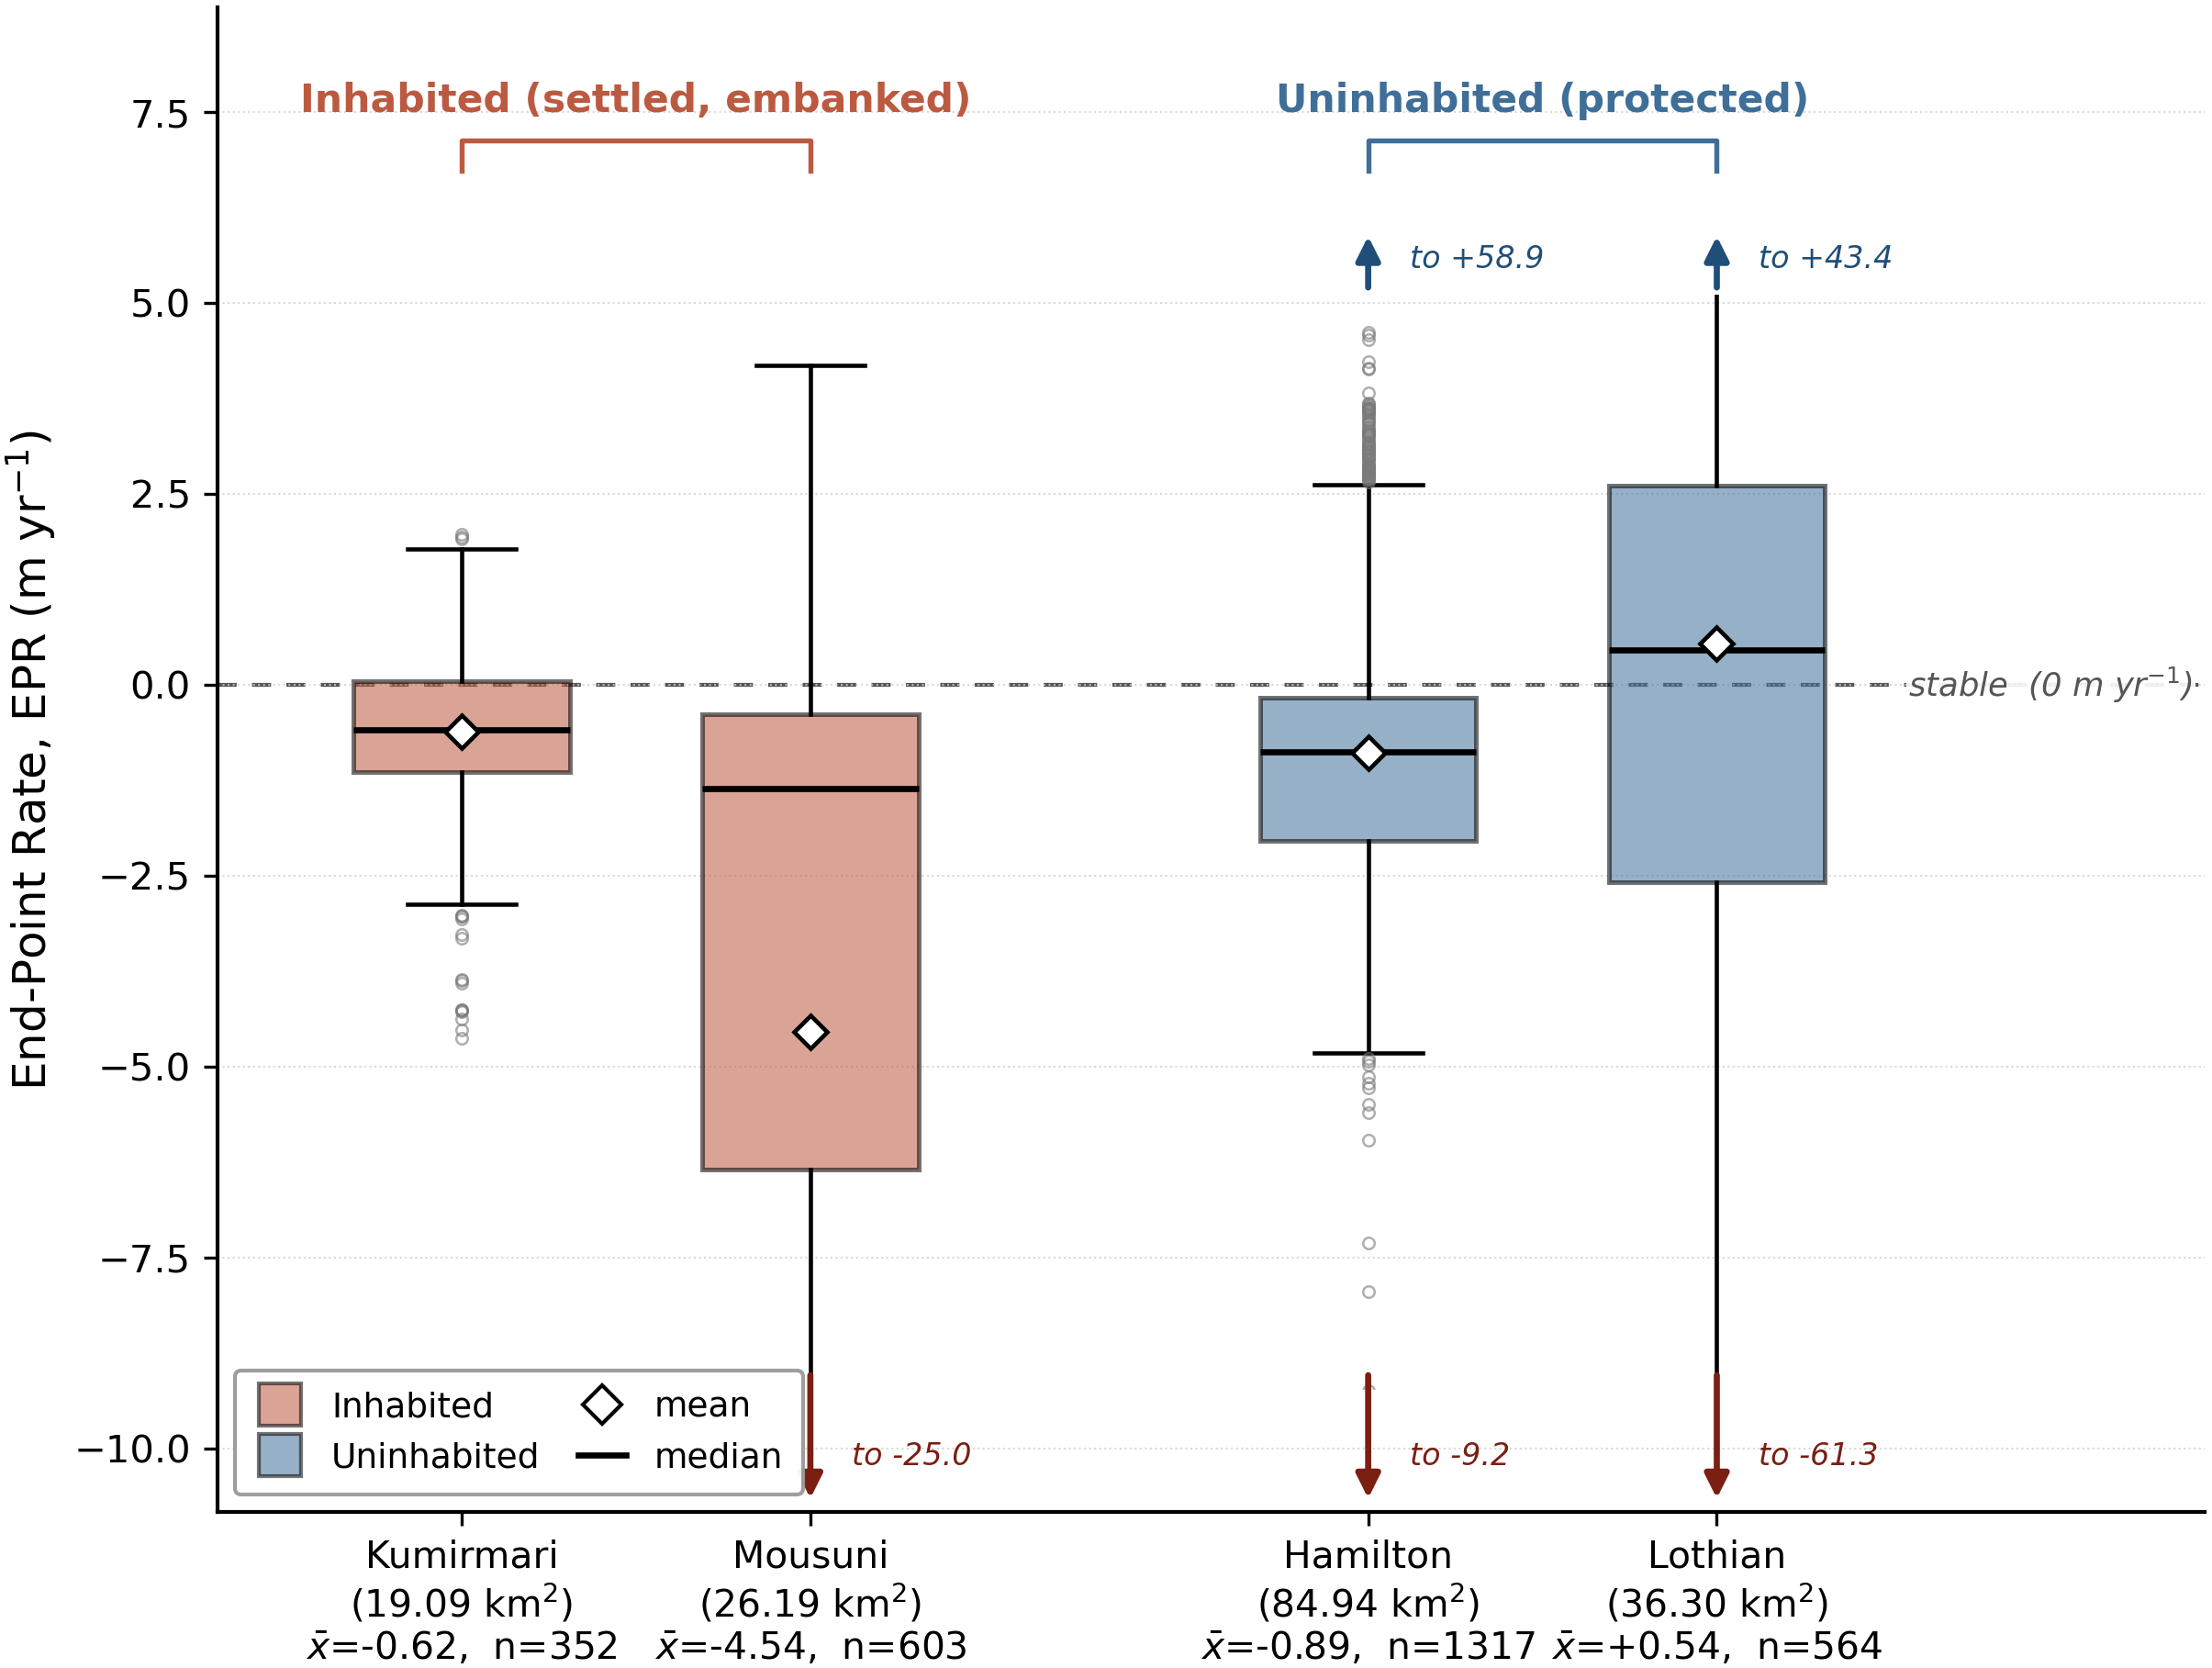 Inhabited (settled, embanked)
Uninhabited (protected)
End-Point Rate, EPR (m yr⁻¹)
7.5
5.0
2.5
0.0
−2.5
−5.0
−7.5
−10.0
to +58.9
to +43.4
stable (0 m yr⁻¹)
Inhabited
Uninhabited
mean
median
to -25.0
to -9.2
to -61.3
Kumirmari
(19.09 km²)
x̄=-0.62, n=352
Mousuni
(26.19 km²)
x̄=-4.54, n=603
Hamilton
(84.94 km²)
x̄=-0.89, n=1317
Lothian
(36.30 km²)
x̄=+0.54, n=564